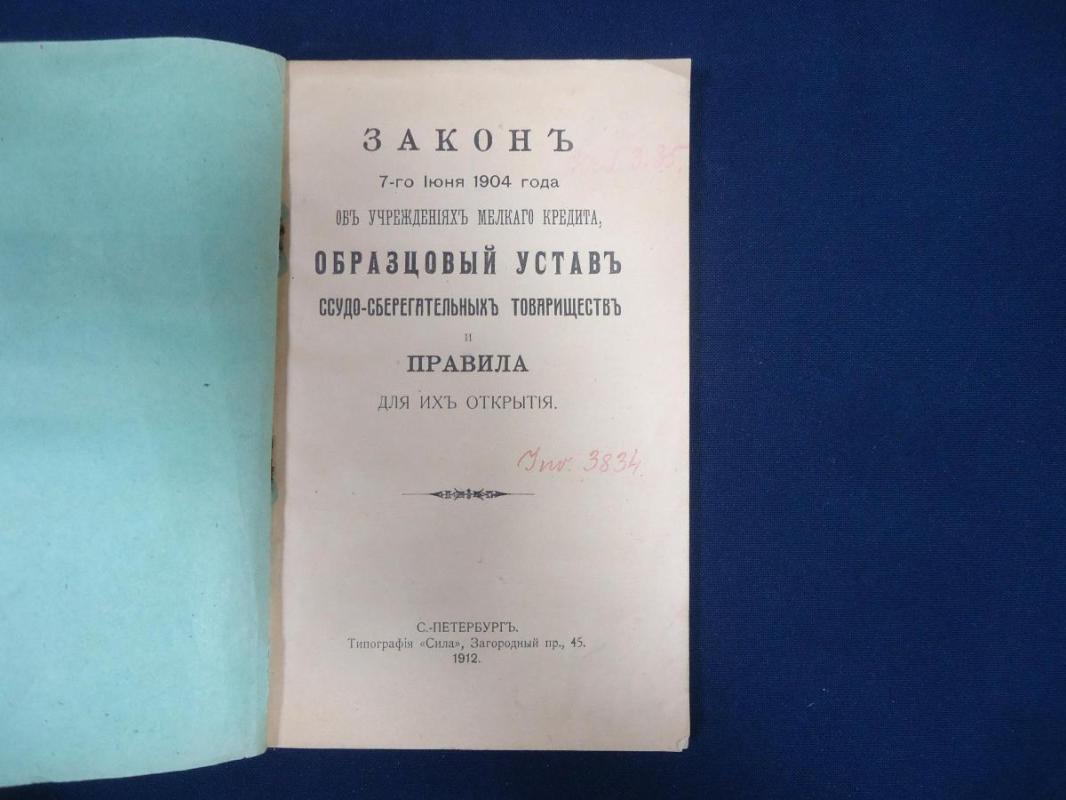 ЗАКОНЪ
7-го Іюня 1904 года
ОБЪ УЧРЕЖДЕНІЯХЪ МЕЛКАГО КРЕДИТА,
ОБРАЗЦОВЫЙ УСТАВЪ
ССУДО-СБЕРЕГАТЕЛЬНЫХЪ ТОВАРИЩЕСТВЪ
И
ПРАВИЛА
ДЛЯ ИХЪ ОТКРЫТІЯ.
Inv. 3834
С.-ПЕТЕРБУРГЪ.
Типографія «Сила», Загородный пр., 45.
1912.